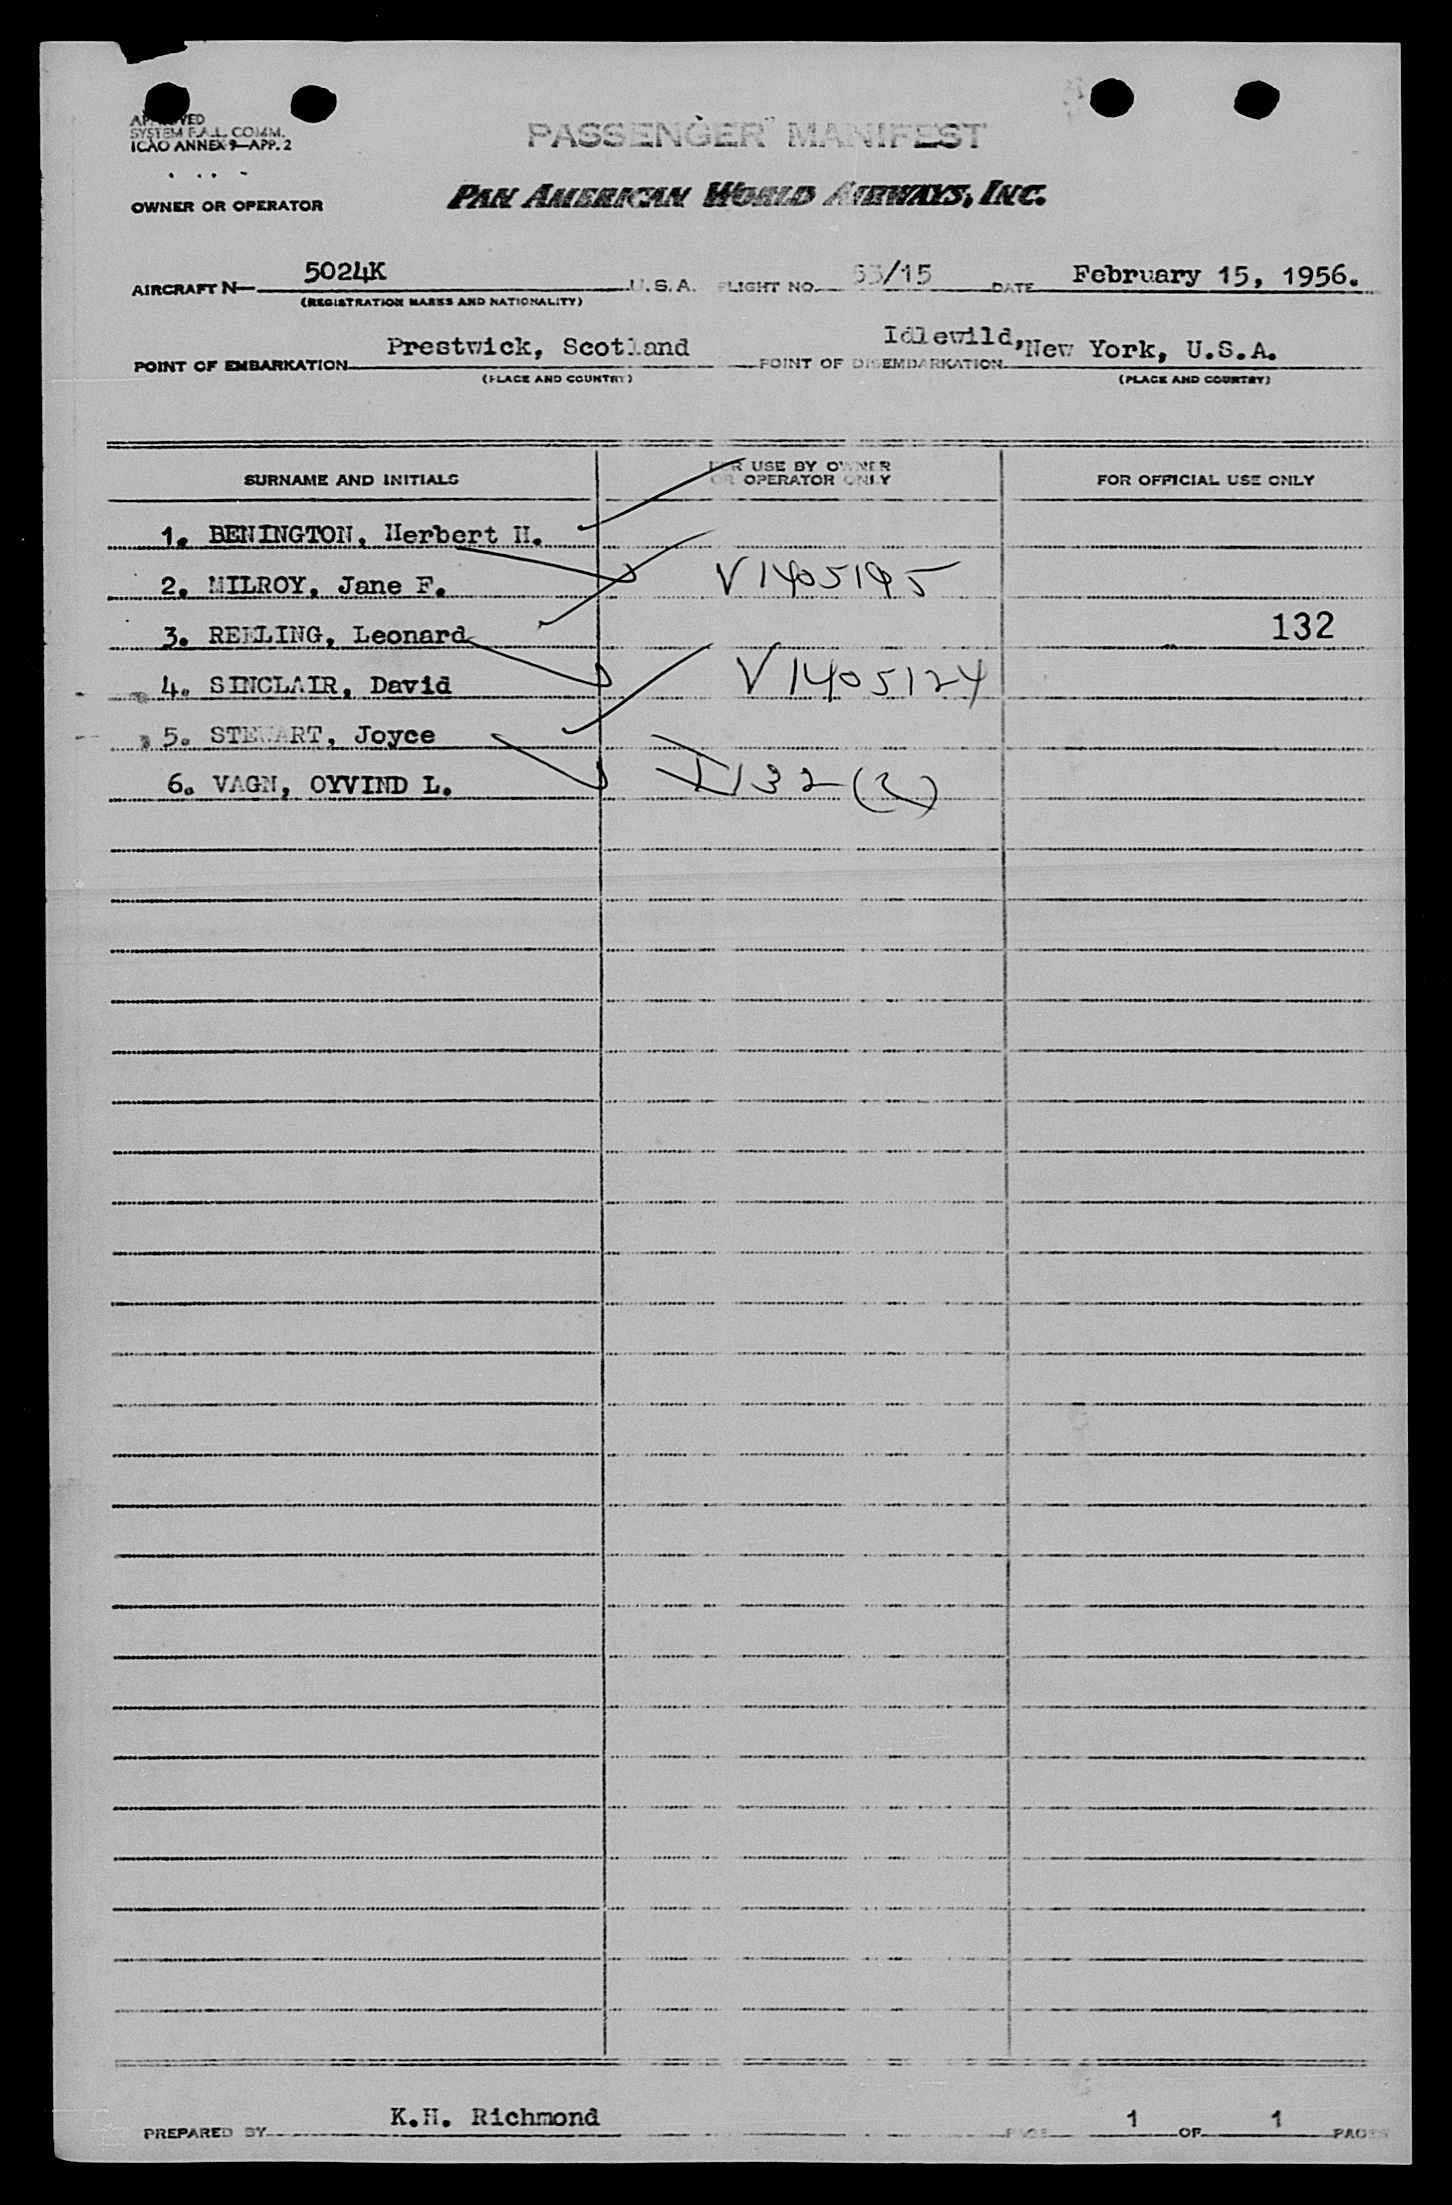 APPROVED
SYSTEM F.A.L. COMM.
ICAO ANNEX 9—APP. 2
PASSENGER MANIFEST
OWNER OR OPERATOR PAN AMERICAN WORLD AIRWAYS, INC.
AIRCRAFT N— 5024K U.S.A. FLIGHT NO. 53/15 DATE February 15, 1956.
(REGISTRATION MARKS AND NATIONALITY)
POINT OF EMBARKATION Prestwick, Scotland POINT OF DISEMBARKATION Idlewild, New York, U.S.A.
(PLACE AND COUNTRY) (PLACE AND COUNTRY)
SURNAME AND INITIALS FOR USE BY OWNER OR OPERATOR ONLY FOR OFFICIAL USE ONLY
1. BENINGTON, Herbert H.
2. MILROY, Jane F. V1405195
3. REELING, Leonard 132
4. SINCLAIR, David V1405124
5. STEWART, Joyce
6. VAGN, OYVIND L. I132(2)
PREPARED BY K.H. Richmond PAGE 1 OF 1 PAGES